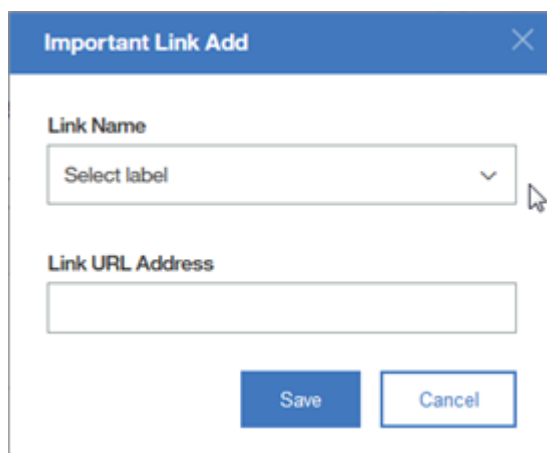 Important Link Add
Link Name
Select label
Link URL Address
Save Cancel